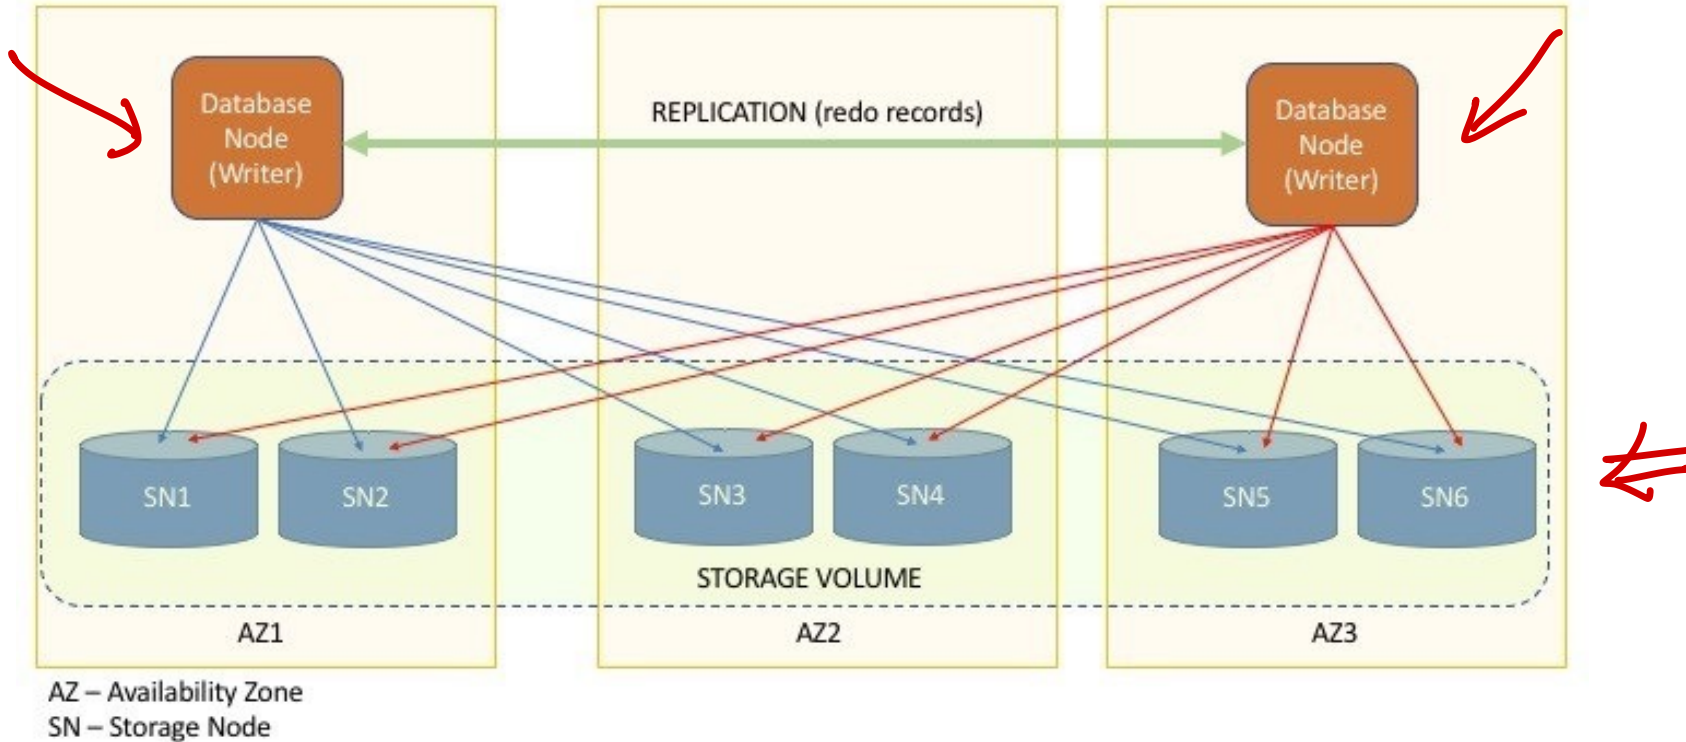 Database
Node
(Writer)
REPLICATION (redo records)
Database
Node
(Writer)
SN1
SN2
SN3
SN4
SN5
SN6
STORAGE VOLUME
AZ1
AZ2
AZ3
AZ – Availability Zone
SN – Storage Node